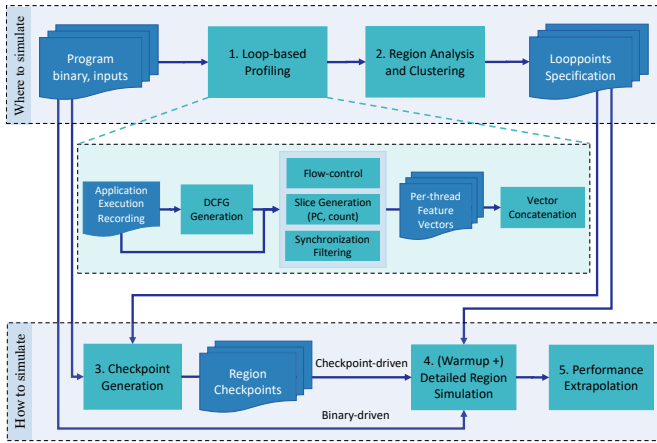 Where to simulate
Program
binary, inputs
1. Loop-based
Profiling
2. Region Analysis
and Clustering
Looppoints
Specification
Application
Execution
Recording
DCFG
Generation
Flow-control
Slice Generation
(PC, count)
Synchronization
Filtering
Per-thread
Feature
Vectors
Vector
Concatenation
How to simulate
3. Checkpoint
Generation
Region
Checkpoints
Checkpoint-driven
Binary-driven
4. (Warmup +)
Detailed Region
Simulation
5. Performance
Extrapolation